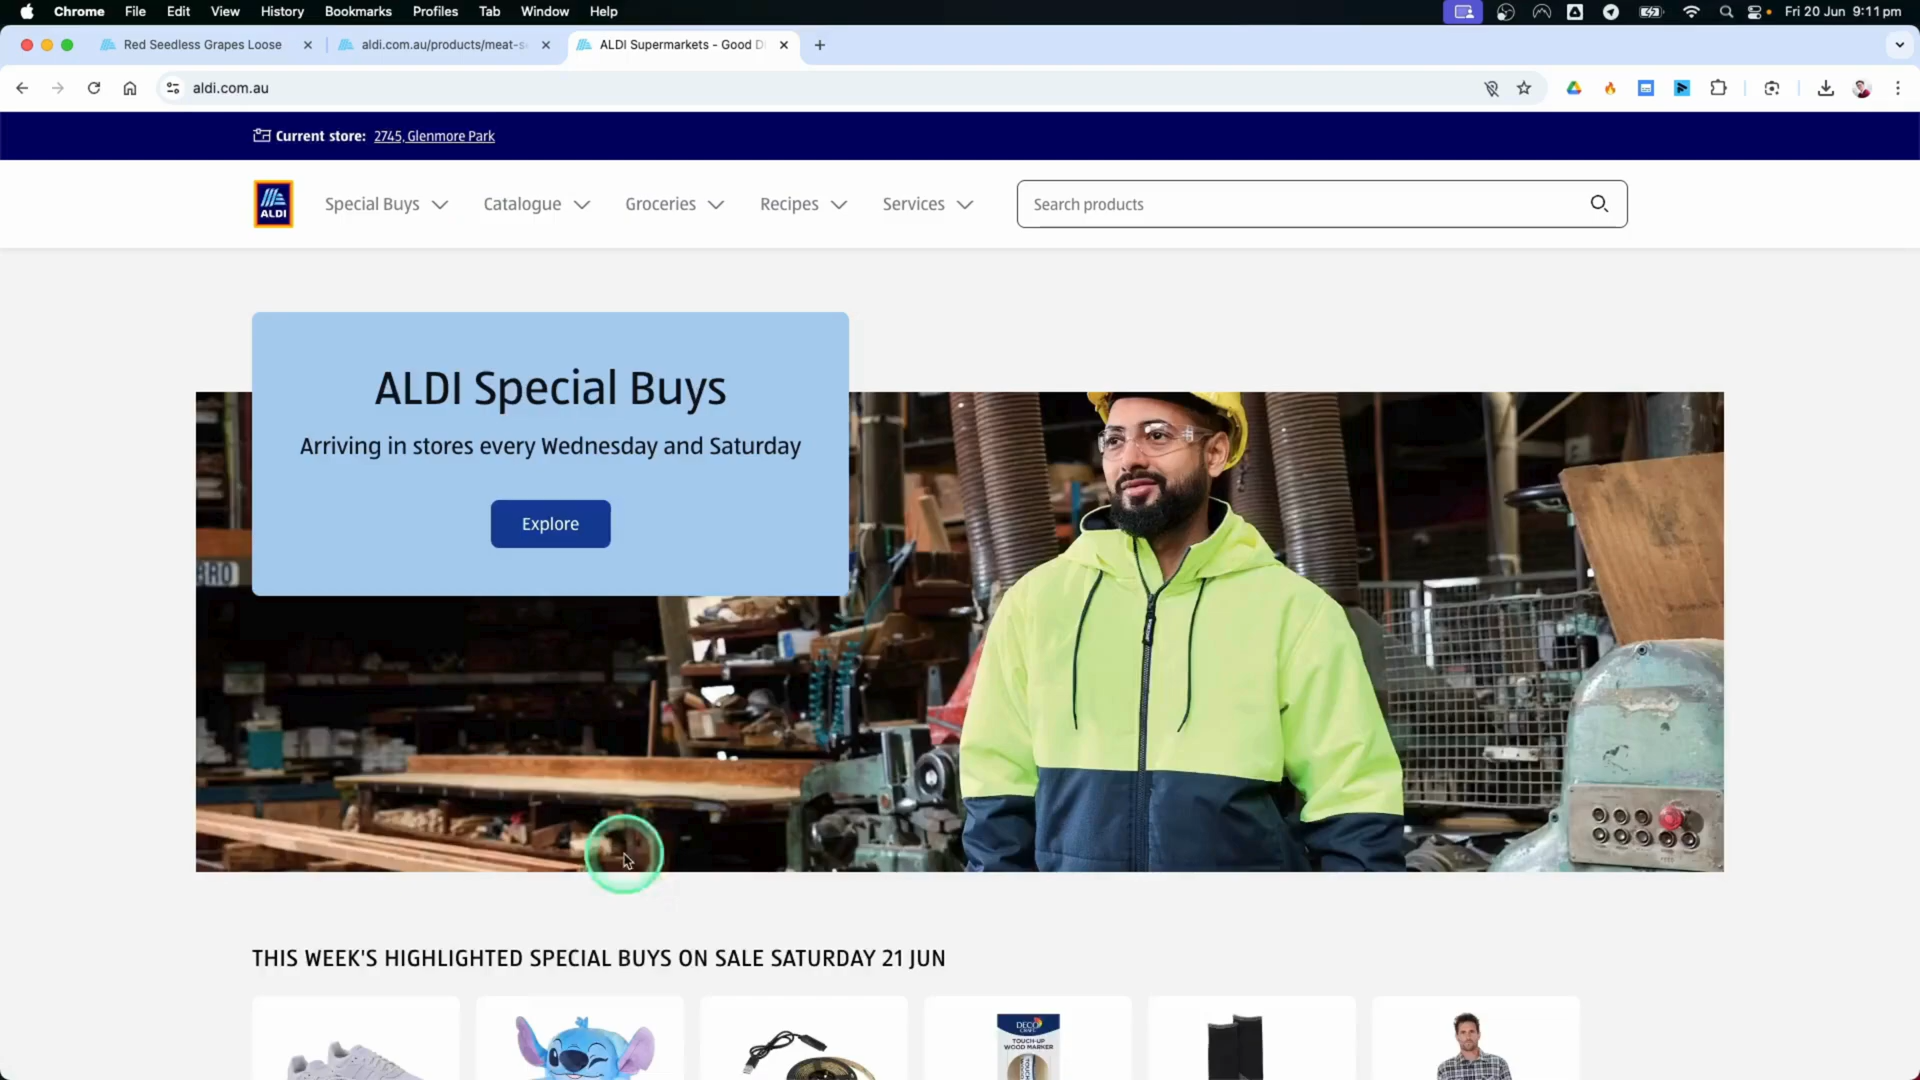 Chrome File Edit View History Bookmarks Profiles Tab Window Help Fri 20 Jun 9:11 pm
Red Seedless Grapes Loose aldi.com.au/products/meat-s ALDI Supermarkets - Good D
aldi.com.au
Current store: 2745, Glenmore Park
ALDI Special Buys Catalogue Groceries Recipes Services Search products
ALDI Special Buys
Arriving in stores every Wednesday and Saturday
Explore
BRO
THIS WEEK'S HIGHLIGHTED SPECIAL BUYS ON SALE SATURDAY 21 JUN
DECO
CRAFT
TOUCH-UP
WOOD MARKER